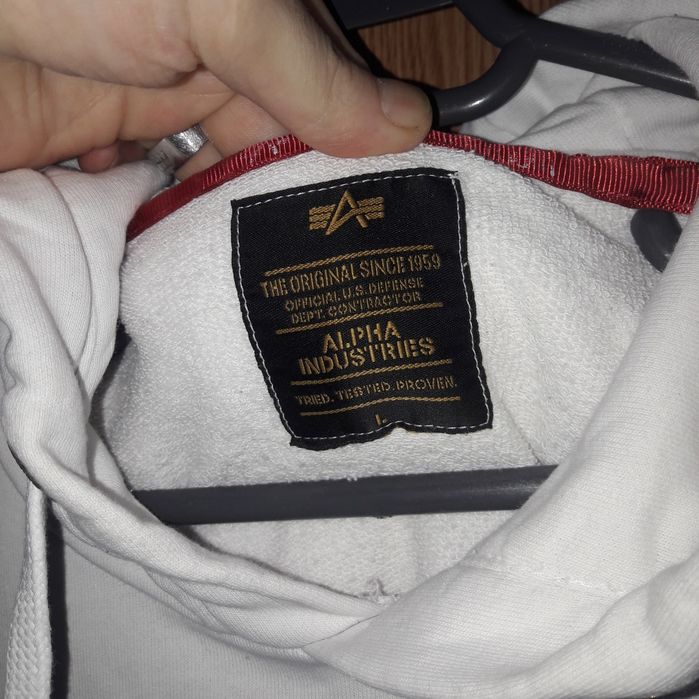 THE ORIGINAL SINCE 1959
OFFICIAL U.S. DEFENSE
DEPT. CONTRACTOR
ALPHA
INDUSTRIES
TRIED. TESTED. PROVEN.
L